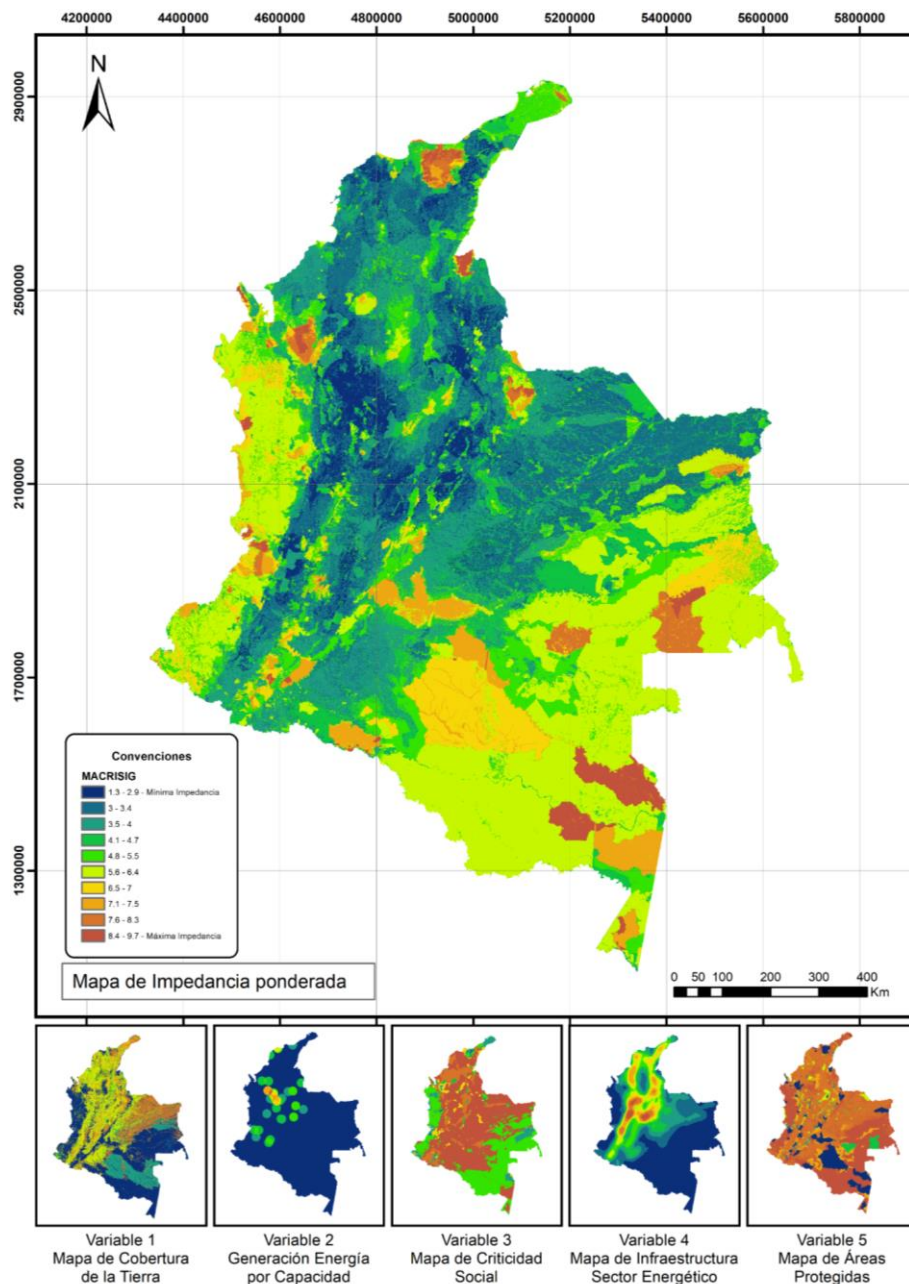 4200000 4400000 4600000 4800000 5000000 5200000 5400000 5600000 5800000
N
2900000
2500000
2100000
1700000
1300000
Convenciones
MACRISIG
1.3 - 2.9 - Mínima Impedancia
3 - 3.4
3.5 - 4
4.1 - 4.7
4.8 - 5.5
5.6 - 6.4
6.5 - 7
7.1 - 7.5
7.6 - 8.3
8.4 - 9.7 - Máxima Impedancia
Mapa de Impedancia ponderada
0 50 100 200 300 400
Km
Variable 1
Mapa de Cobertura
de la Tierra
Variable 2
Generación Energía
por Capacidad
Variable 3
Mapa de Criticidad
Social
Variable 4
Mapa de Infraestructura
Sector Energético
Variable 5
Mapa de Áreas
Protegidas